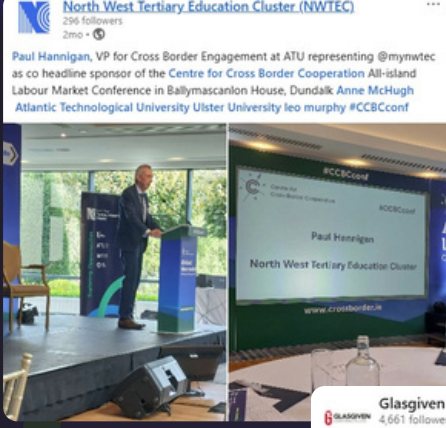 North West Tertiary Education Cluster (NWTEC)
296 followers
2mo •
Paul Hannigan, VP for Cross Border Engagement at ATU representing @mynwtec
as co headline sponsor of the Centre for Cross Border Cooperation All-island
Labour Market Conference in Ballymascanlon House, Dundalk Anne McHugh
Atlantic Technological University Ulster University leo murphy #CCBCconf
#CCBCconf
Centre for
Cross Border Cooperation
#CCBCconf
Paul Hannigan
North West Tertiary Education Cluster
www.crossborder.ie
GLASGIVEN
Glasgiven
4,661 followe